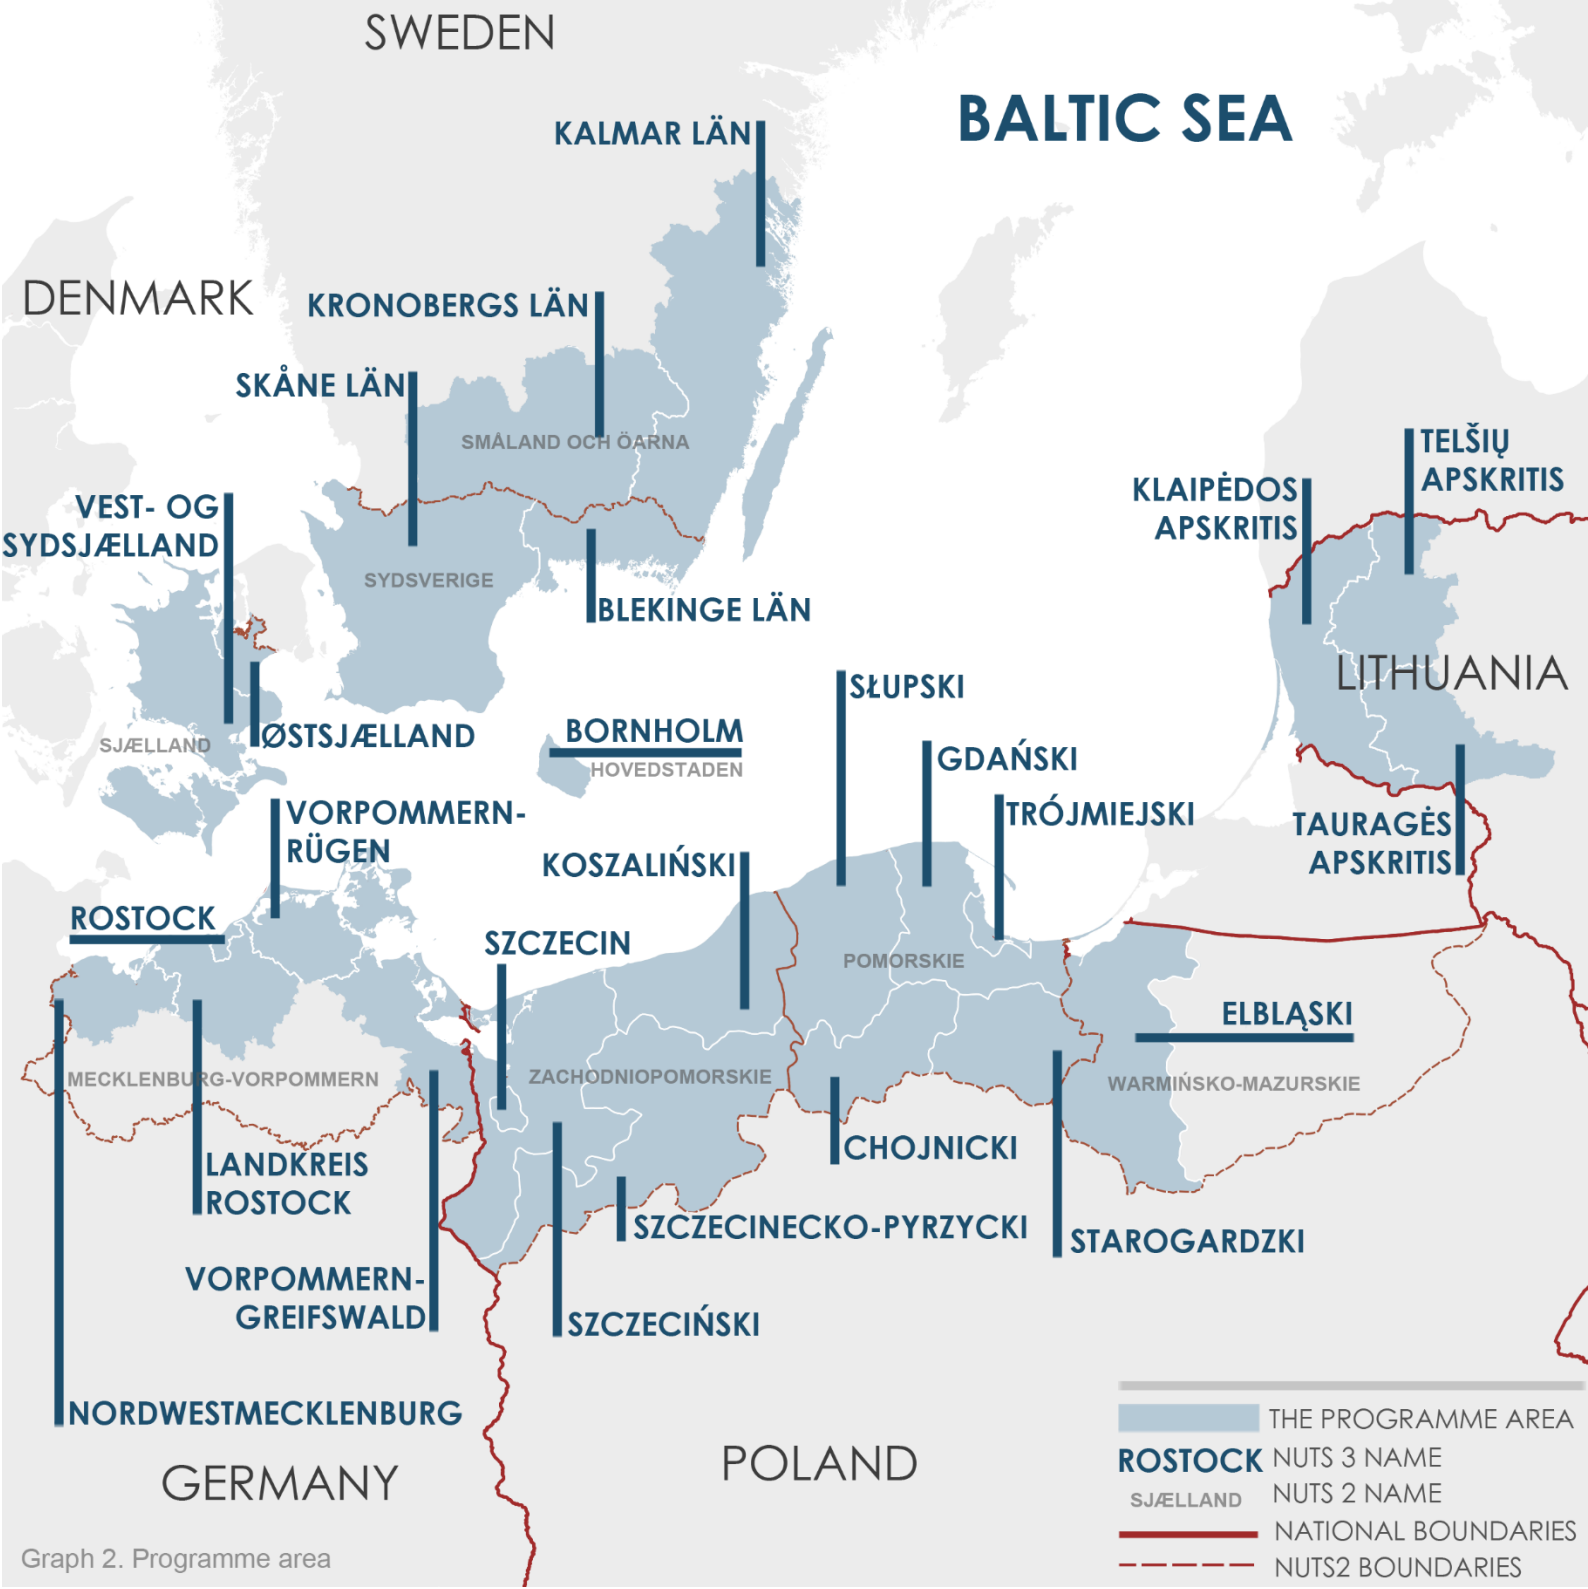 SWEDEN
BALTIC SEA
KALMAR LÄN
DENMARK
KRONOBERGS LÄN
SKÅNE LÄN
SMÅLAND OCH ÖARNA
TELŠIŲ
APSKRITIS
KLAIPĖDOS
APSKRITIS
VEST- OG
SYDSJÆLLAND
SYDSVERIGE
BLEKINGE LÄN
LITHUANIA
SŁUPSKI
ØSTSJÆLLAND
SJÆLLAND
BORNHOLM
HOVEDSTADEN
GDAŃSKI
TRÓJMIEJSKI
VORPOMMERN-
RÜGEN
TAURAGĖS
APSKRITIS
KOSZALIŃSKI
ROSTOCK
SZCZECIN
POMORSKIE
ELBLĄSKI
MECKLENBURG-VORPOMMERN
ZACHODNIOPOMORSKIE
WARMIŃSKO-MAZURSKIE
CHOJNICKI
LANDKREIS
ROSTOCK
SZCZECINECKO-PYRZYCKI
STAROGARDZKI
VORPOMMERN-
GREIFSWALD
SZCZECIŃSKI
NORDWESTMECKLENBURG
GERMANY
POLAND
THE PROGRAMME AREA
ROSTOCK NUTS 3 NAME
SJÆLLAND NUTS 2 NAME
NATIONAL BOUNDARIES
NUTS2 BOUNDARIES
Graph 2. Programme area